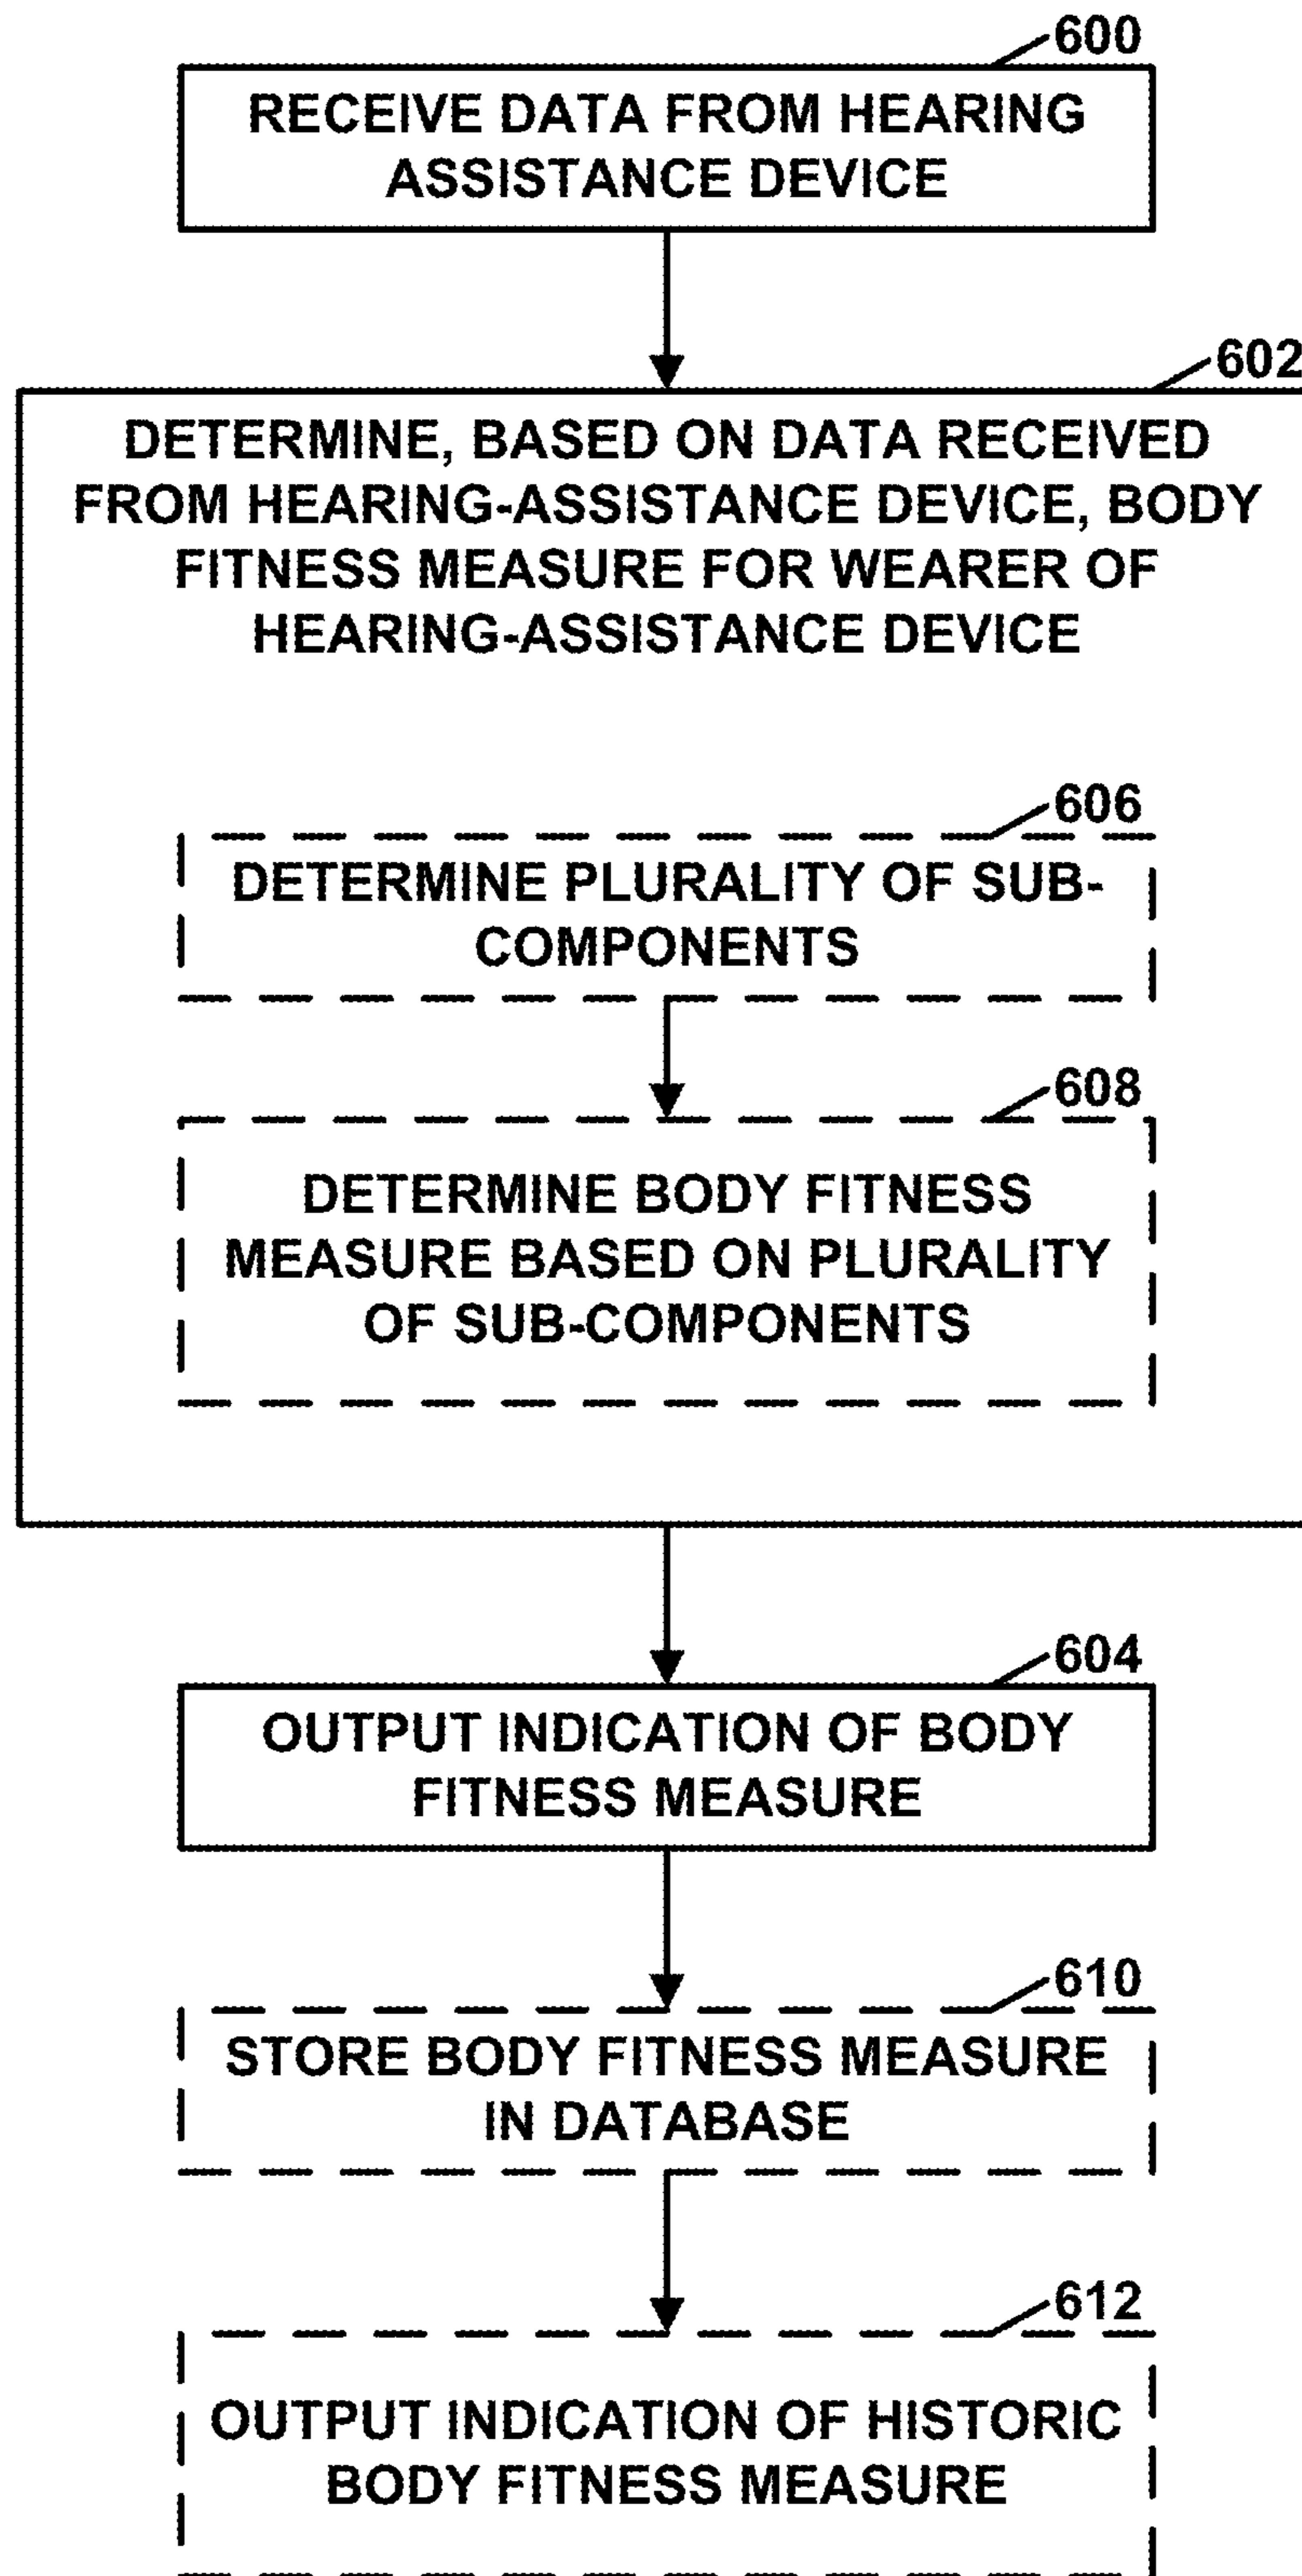 600
RECEIVE DATA FROM HEARING
ASSISTANCE DEVICE
602
DETERMINE, BASED ON DATA RECEIVED
FROM HEARING-ASSISTANCE DEVICE, BODY
FITNESS MEASURE FOR WEARER OF
HEARING-ASSISTANCE DEVICE
606
DETERMINE PLURALITY OF SUB-
COMPONENTS
608
DETERMINE BODY FITNESS
MEASURE BASED ON PLURALITY
OF SUB-COMPONENTS
604
OUTPUT INDICATION OF BODY
FITNESS MEASURE
610
STORE BODY FITNESS MEASURE
IN DATABASE
612
OUTPUT INDICATION OF HISTORIC
BODY FITNESS MEASURE